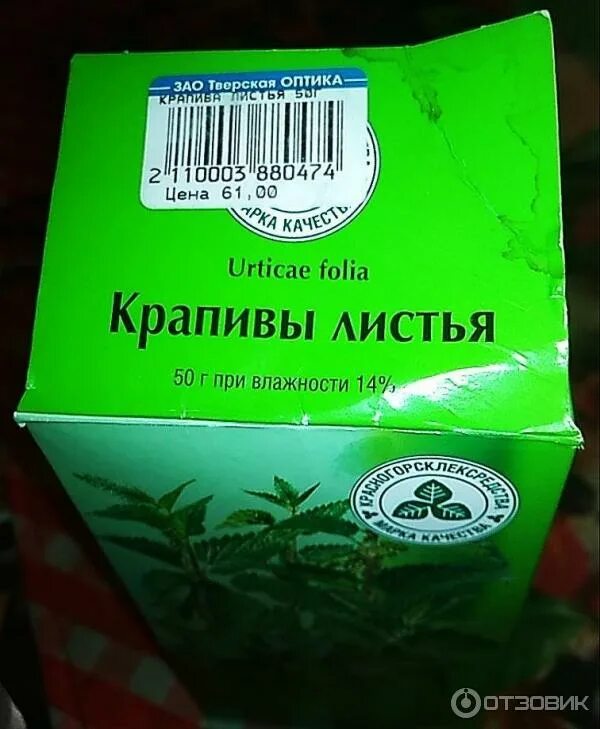 ЗАО Тверская ОПТИКА
КРАПИВА ЛИСТЬЯ 50Г
2 110003 880474
Цена 61,00
МАРКА КАЧЕСТВ
Urticae folia
Крапивы листья
50 г при влажности 14%
КРАСНОГОРСКЛЕКСРЕДСТВА
МАРКА КАЧЕСТВА
ОТЗОВИК